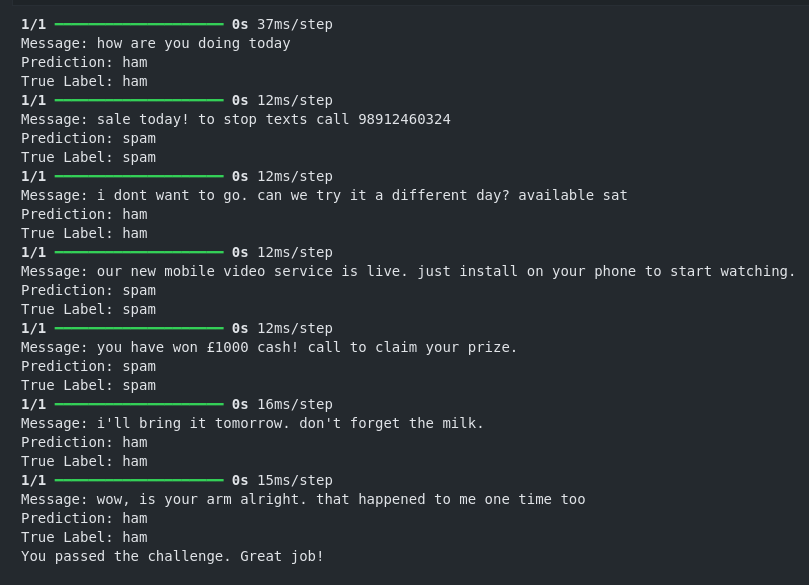 1/1 ━━━━━━━━━━━━━━━━━━━━ 0s 37ms/step
Message: how are you doing today
Prediction: ham
True Label: ham
1/1 ━━━━━━━━━━━━━━━━━━━━ 0s 12ms/step
Message: sale today! to stop texts call 98912460324
Prediction: spam
True Label: spam
1/1 ━━━━━━━━━━━━━━━━━━━━ 0s 12ms/step
Message: i dont want to go. can we try it a different day? available sat
Prediction: ham
True Label: ham
1/1 ━━━━━━━━━━━━━━━━━━━━ 0s 12ms/step
Message: our new mobile video service is live. just install on your phone to start watching.
Prediction: spam
True Label: spam
1/1 ━━━━━━━━━━━━━━━━━━━━ 0s 12ms/step
Message: you have won £1000 cash! call to claim your prize.
Prediction: spam
True Label: spam
1/1 ━━━━━━━━━━━━━━━━━━━━ 0s 16ms/step
Message: i'll bring it tomorrow. don't forget the milk.
Prediction: ham
True Label: ham
1/1 ━━━━━━━━━━━━━━━━━━━━ 0s 15ms/step
Message: wow, is your arm alright. that happened to me one time too
Prediction: ham
True Label: ham
You passed the challenge. Great job!